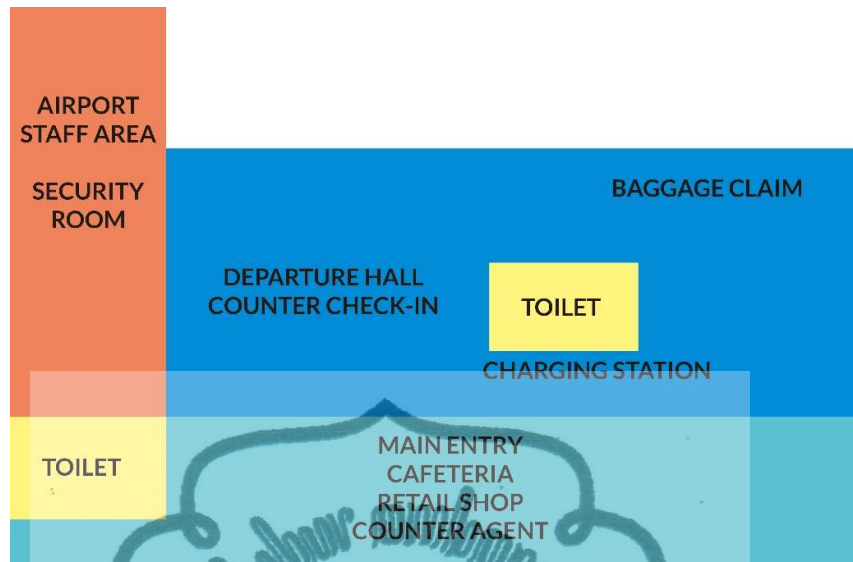 AIRPORT
STAFF AREA
SECURITY
ROOM
BAGGAGE CLAIM
DEPARTURE HALL
COUNTER CHECK-IN
TOILET
CHARGING STATION
TOILET
MAIN ENTRY
CAFETERIA
RETAIL SHOP
COUNTER AGENT